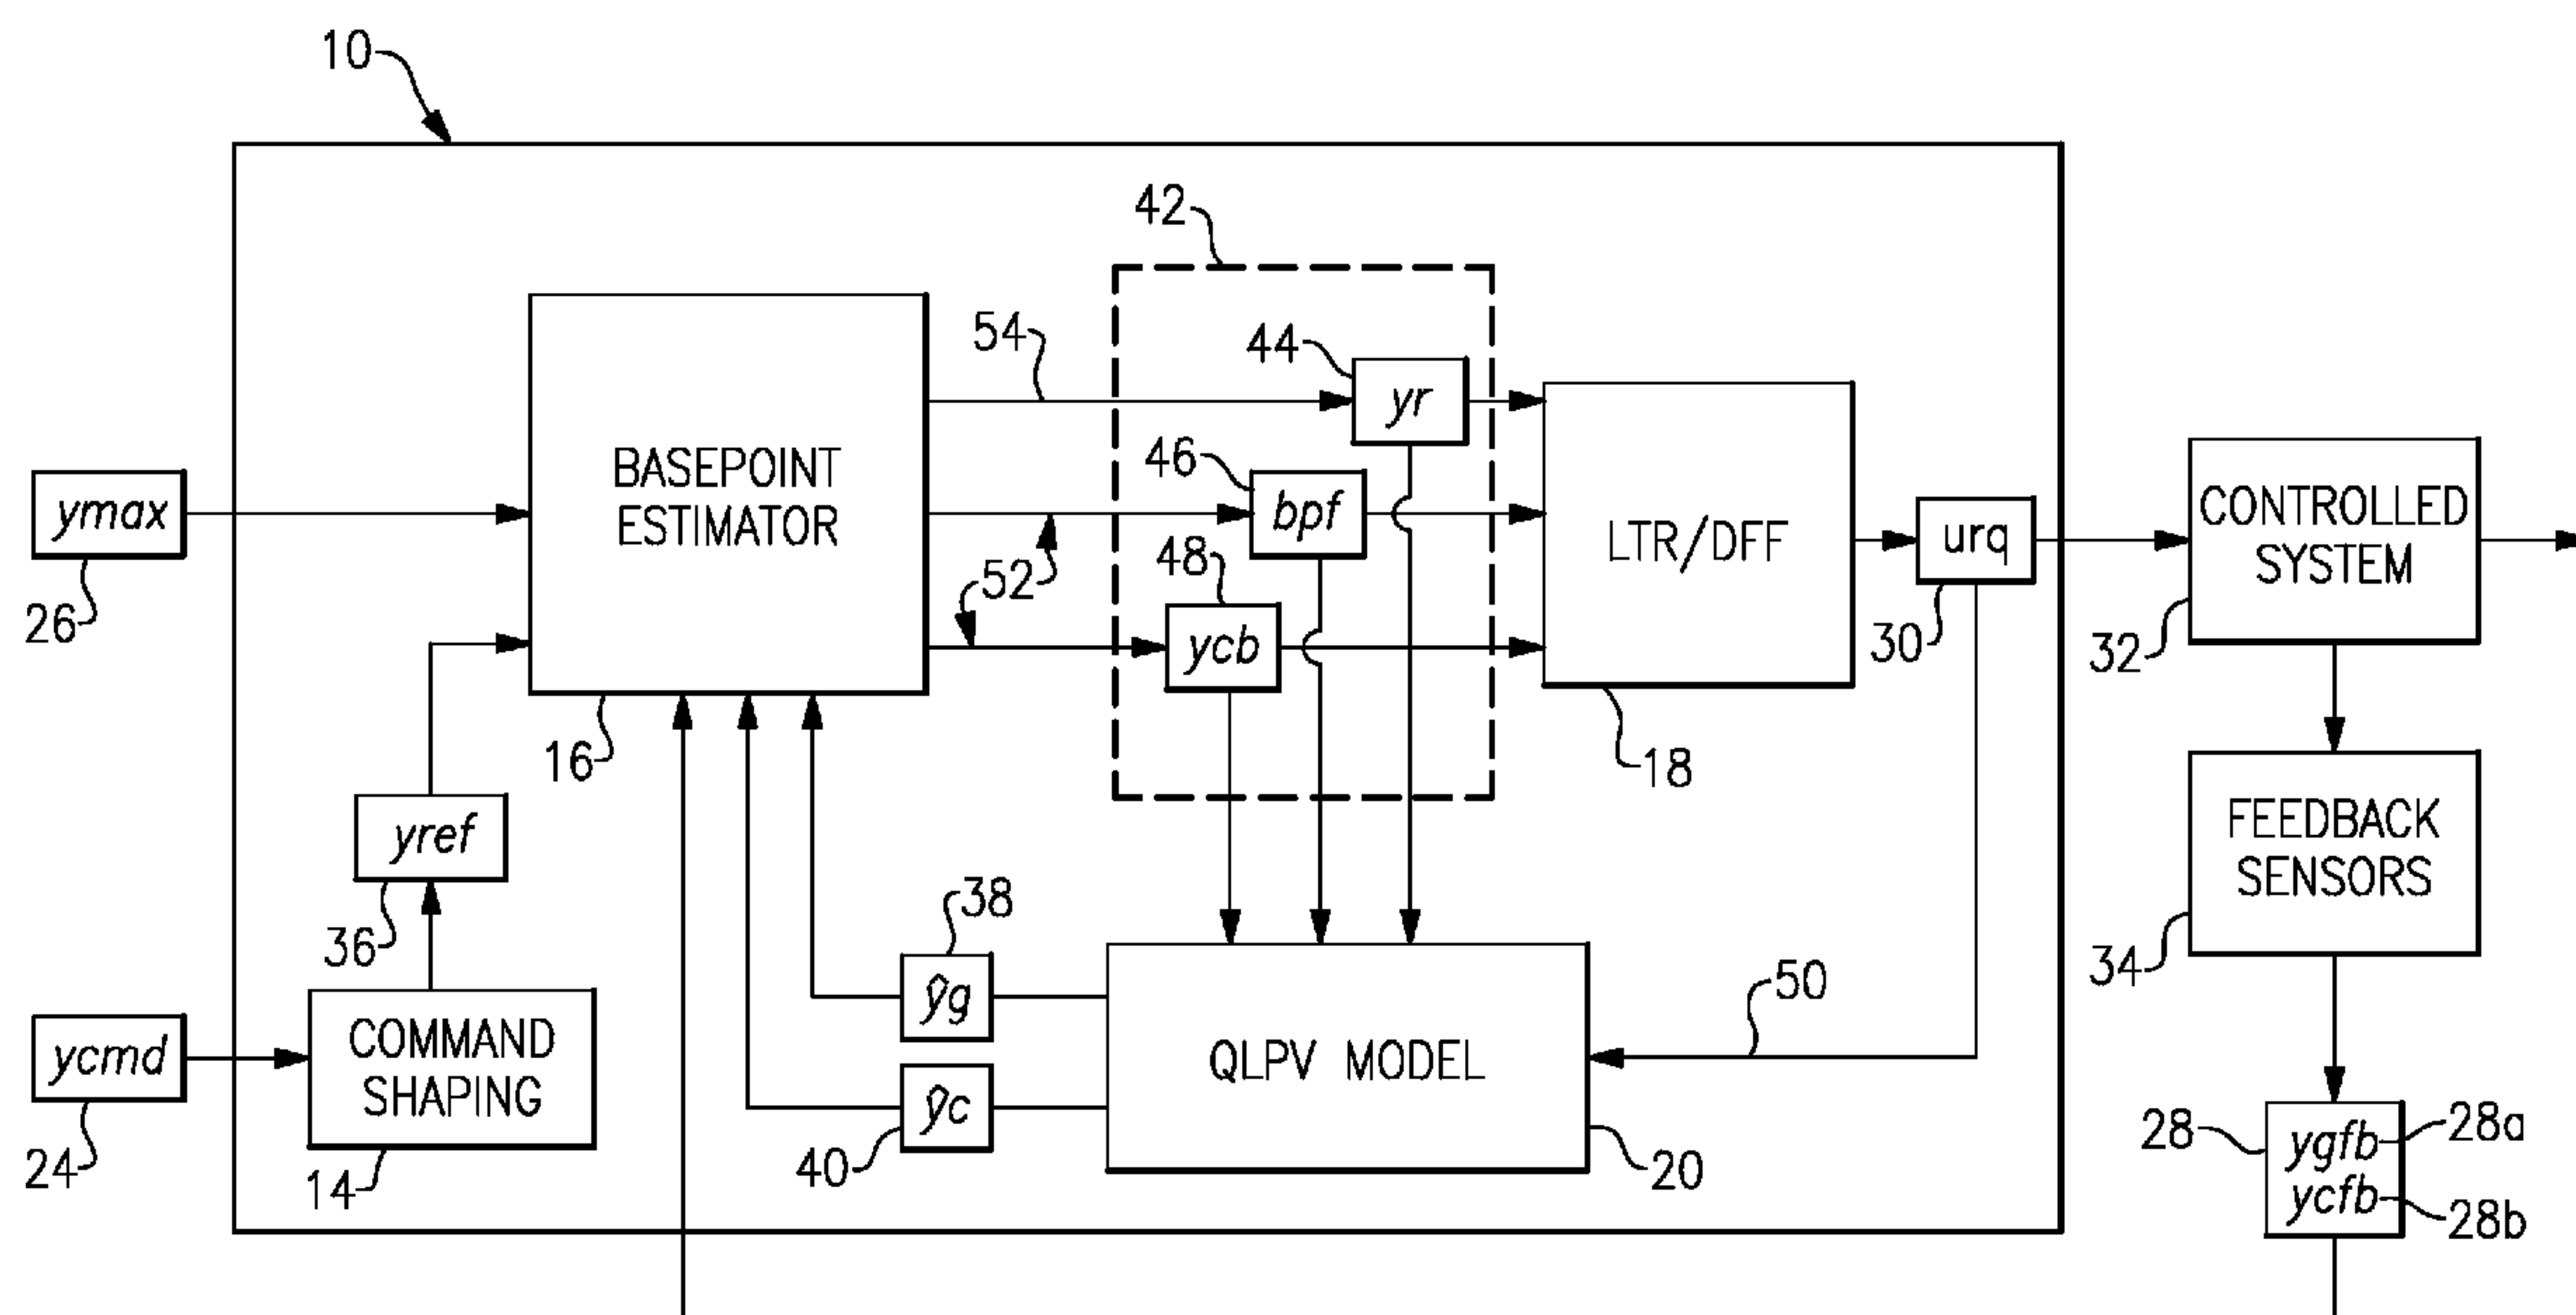 10
42
54
44
yr
46
bpf
48
ycb
52
BASEPOINT
ESTIMATOR
16
ymax
26
LTR/DFF
18
urq
30
CONTROLLED
SYSTEM
32
FEEDBACK
SENSORS
34
yref
36
38
ŷg
ŷc
40
QLPV MODEL
20
50
ycmd
24
COMMAND
SHAPING
14
28
ygfb
28a
ycfb
28b